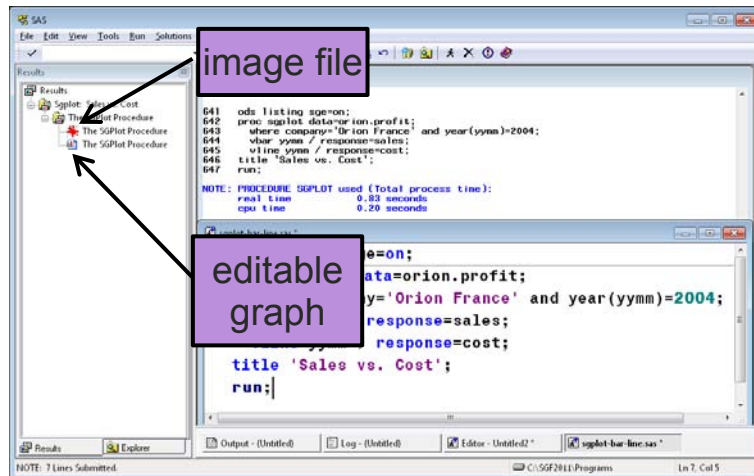 SAS
File Edit View Tools Run Solutions
Results
image file
Results
Sgplot: Sales vs. Cost
The SGPlot Procedure
The SGPlot Procedure
The SGPlot Procedure
641 ods listing sge=on;
642 proc sgplot data=orion.profit;
643 where company='Orion France' and year(yymm)=2004;
644 vbar yymm / response=sales;
645 vline yymm / response=cost;
646 title 'Sales vs. Cost';
647 run;
NOTE: PROCEDURE SGPLOT used (Total process time):
real time 0.83 seconds
cpu time 0.20 seconds
sgplot-bar-line.sas *
editable
graph
e=on;
ata=orion.profit;
y='Orion France' and year(yymm)=2004;
response=sales;
response=cost;
title 'Sales vs. Cost';
run;
Results Explorer
Output - (Untitled) Log - (Untitled) Editor - Untitled2 * sgplot-bar-line.sas *
NOTE: 7 Lines Submitted. C:\SGF2011\Programs Ln 7, Col 5